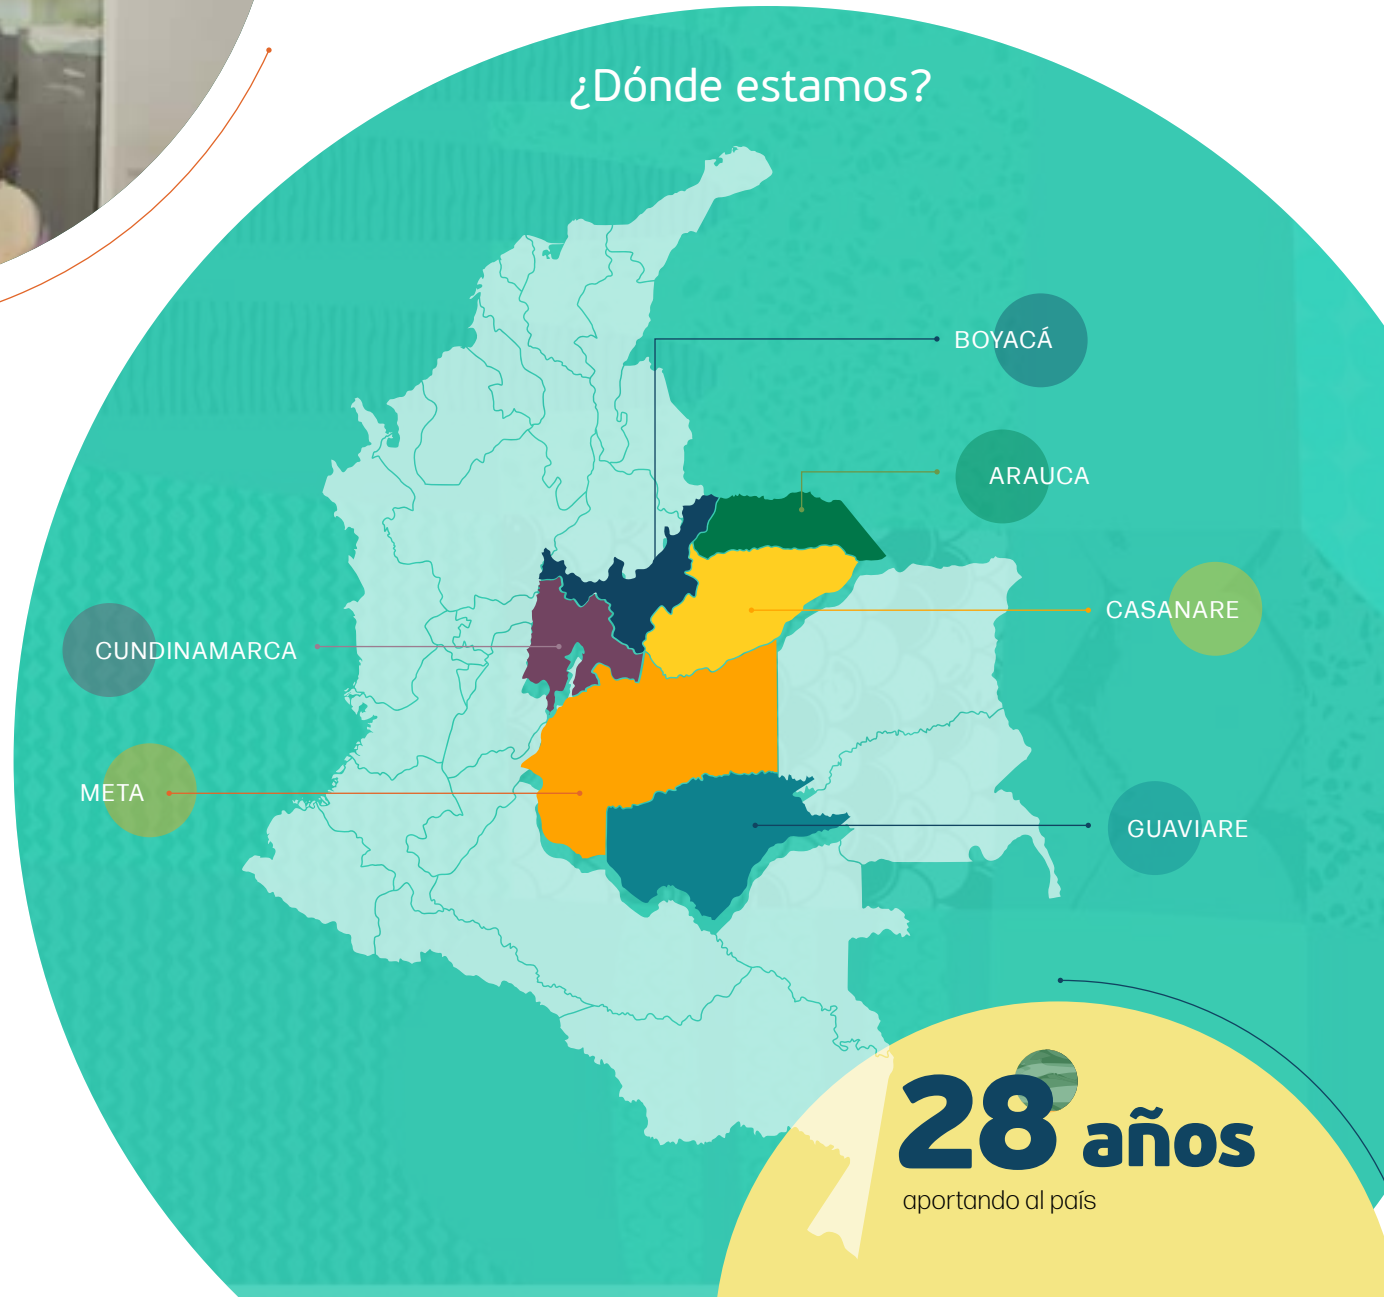 ¿Dónde estamos?
BOYACÁ
ARAUCA
CASANARE
CUNDINAMARCA
META
GUAVIARE
28 años
aportando al país